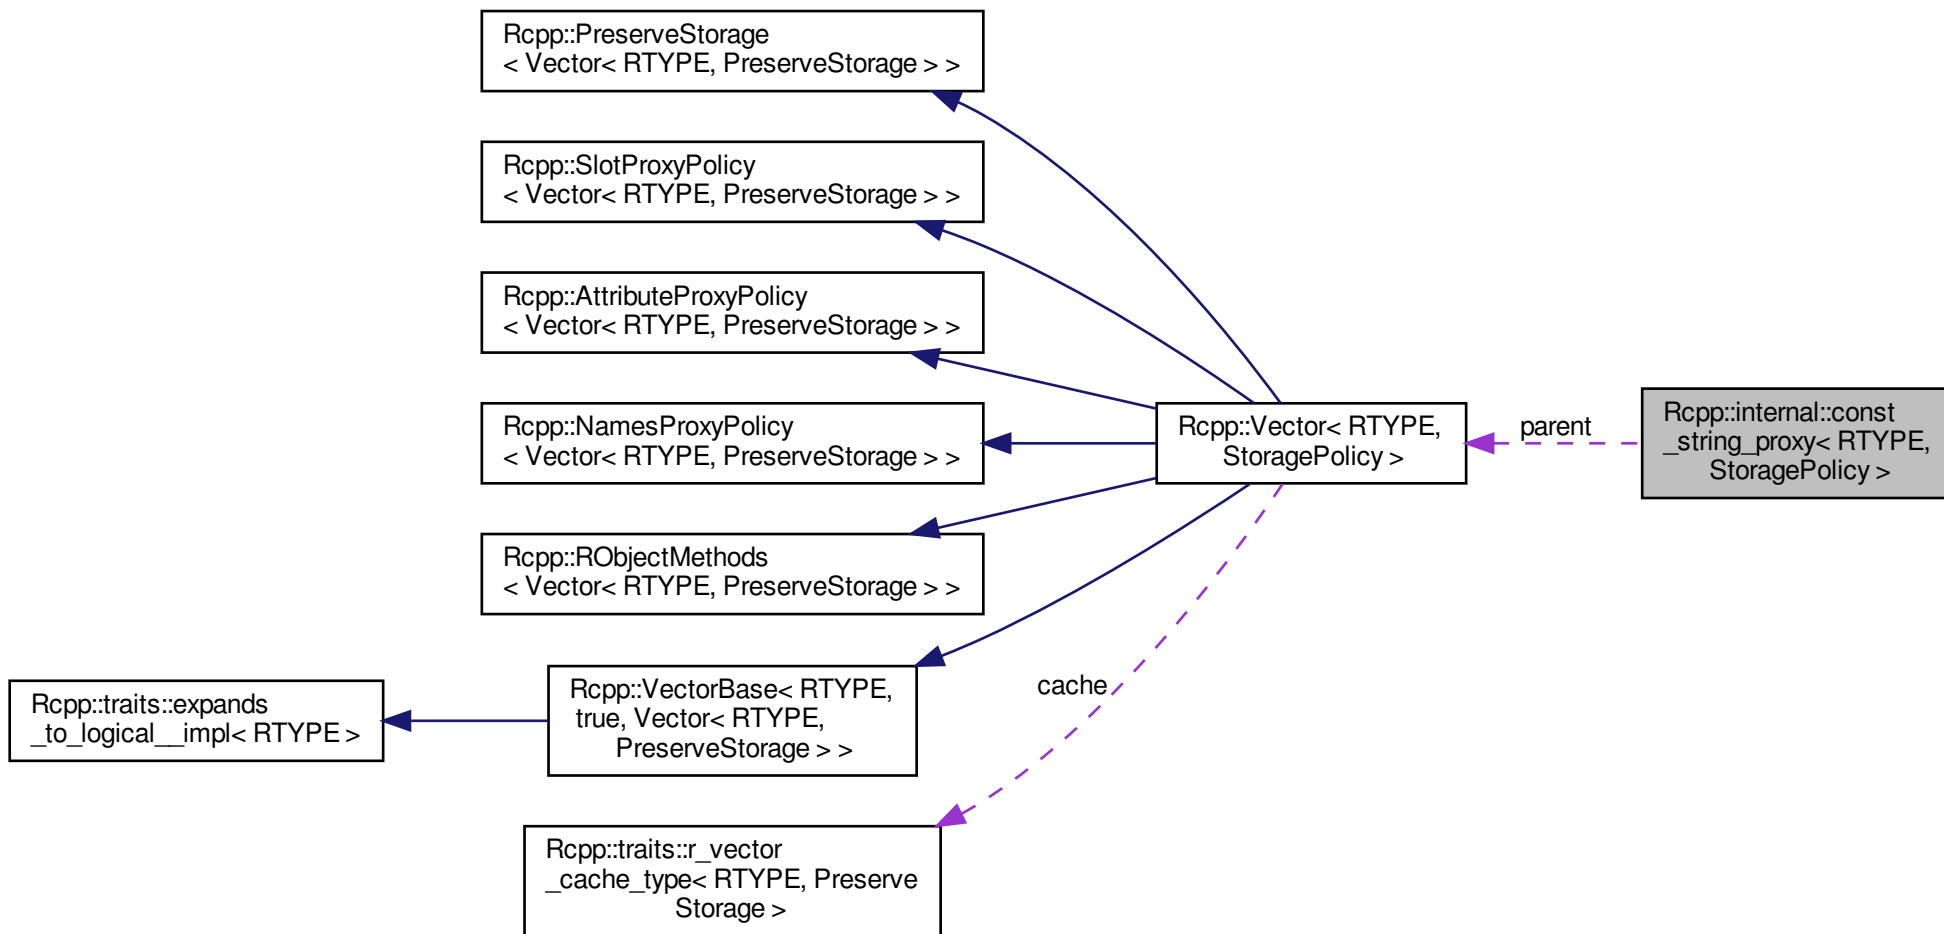 Rcpp::PreserveStorage
< Vector< RTYPE, PreserveStorage > >
Rcpp::SlotProxyPolicy
< Vector< RTYPE, PreserveStorage > >
Rcpp::AttributeProxyPolicy
< Vector< RTYPE, PreserveStorage > >
Rcpp::NamesProxyPolicy
< Vector< RTYPE, PreserveStorage > >
Rcpp::RObjectMethods
< Vector< RTYPE, PreserveStorage > >
Rcpp::traits::expands
_to_logical__impl< RTYPE >
Rcpp::VectorBase< RTYPE,
true, Vector< RTYPE,
PreserveStorage > >
Rcpp::traits::r_vector
_cache_type< RTYPE, Preserve
Storage >
cache
Rcpp::Vector< RTYPE,
StoragePolicy >
parent
Rcpp::internal::const
_string_proxy< RTYPE,
StoragePolicy >